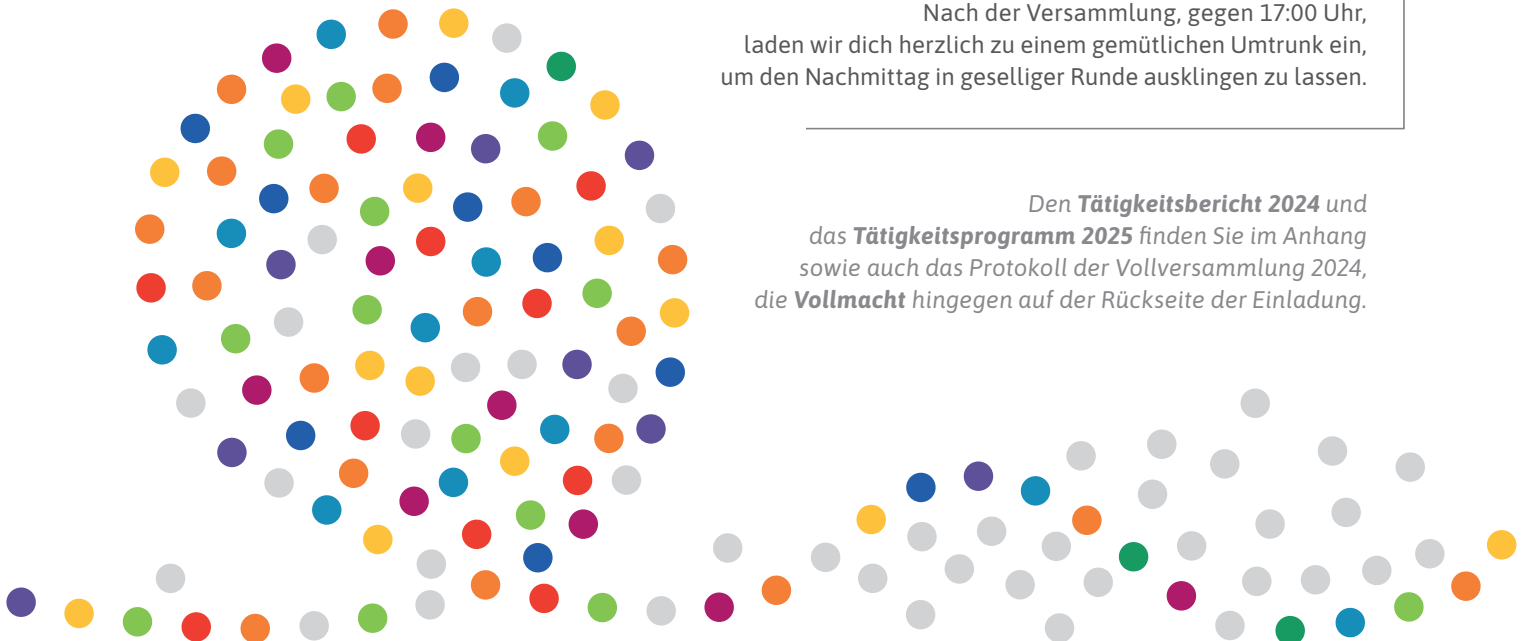 Nach der Versammlung, gegen 17:00 Uhr,
laden wir dich herzlich zu einem gemütlichen Umtrunk ein,
um den Nachmittag in geselliger Runde ausklingen zu lassen.
Den Tätigkeitsbericht 2024 und
das Tätigkeitsprogramm 2025 finden Sie im Anhang
sowie auch das Protokoll der Vollversammlung 2024,
die Vollmacht hingegen auf der Rückseite der Einladung.